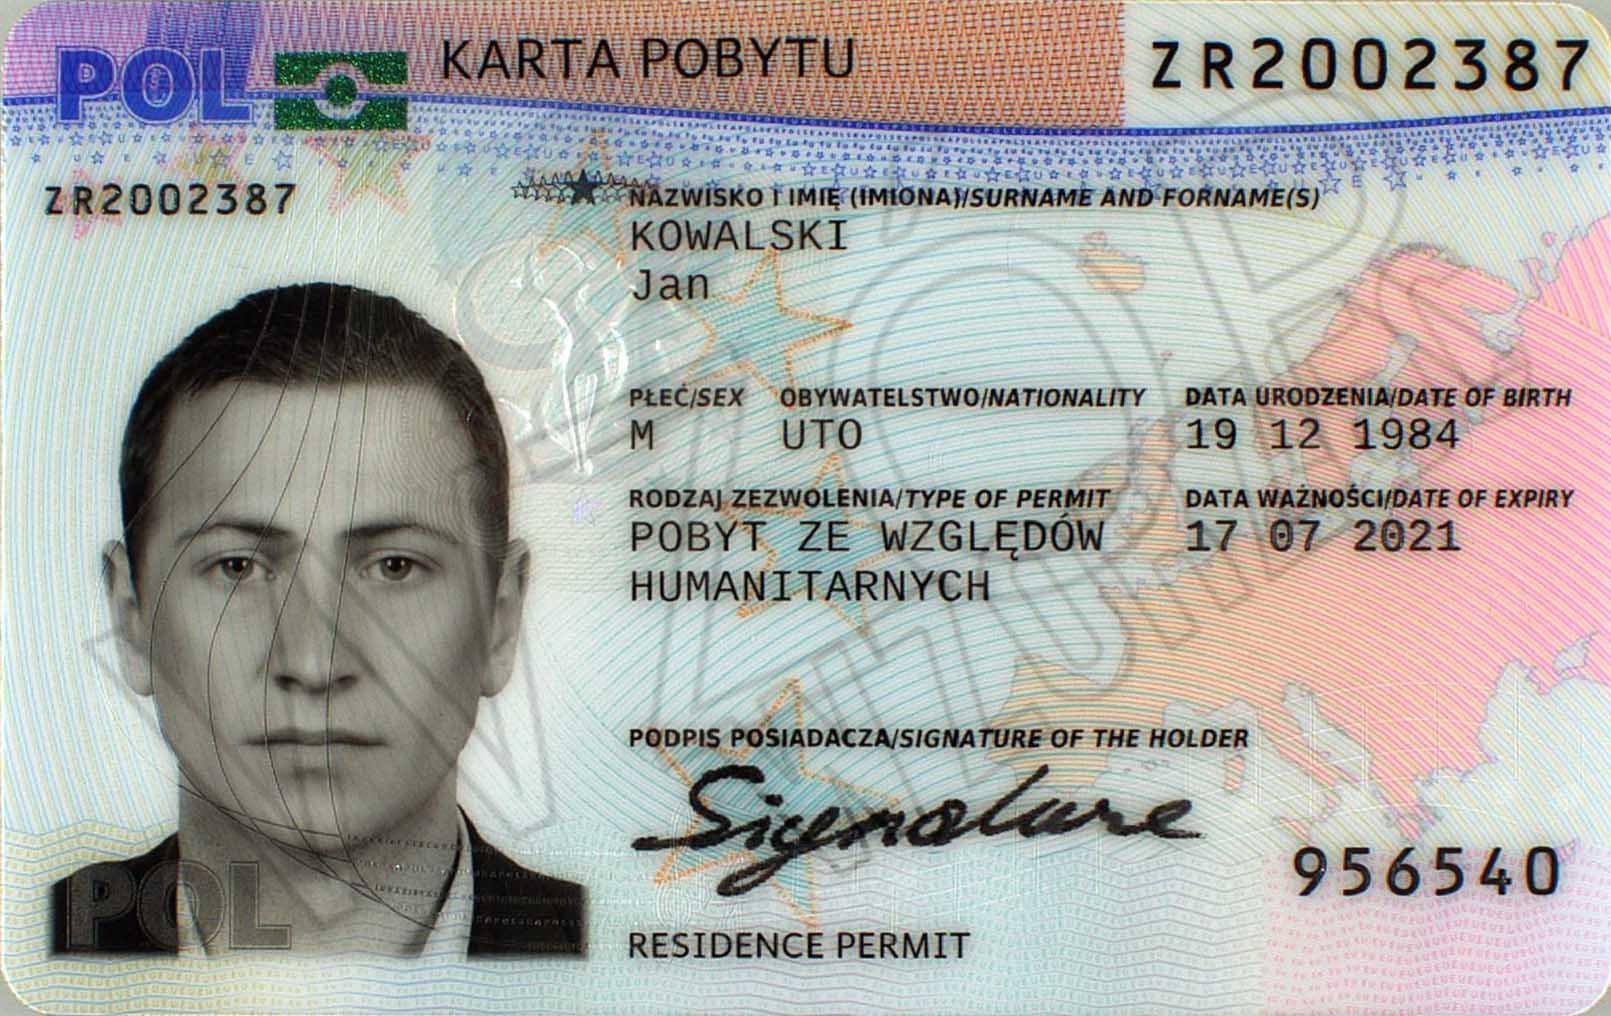 POL KARTA POBYTU ZR2002387
ZR2002387
NAZWISKO I IMIĘ (IMIONA)/SURNAME AND FORNAME(S)
KOWALSKI
Jan
PŁEĆ/SEX OBYWATELSTWO/NATIONALITY DATA URODZENIA/DATE OF BIRTH
M UTO 19 12 1984
RODZAJ ZEZWOLENIA/TYPE OF PERMIT DATA WAŻNOŚCI/DATE OF EXPIRY
POBYT ZE WZGLĘDÓW 17 07 2021
HUMANITARNYCH
PODPIS POSIADACZA/SIGNATURE OF THE HOLDER
Signature
956540
POL
RESIDENCE PERMIT